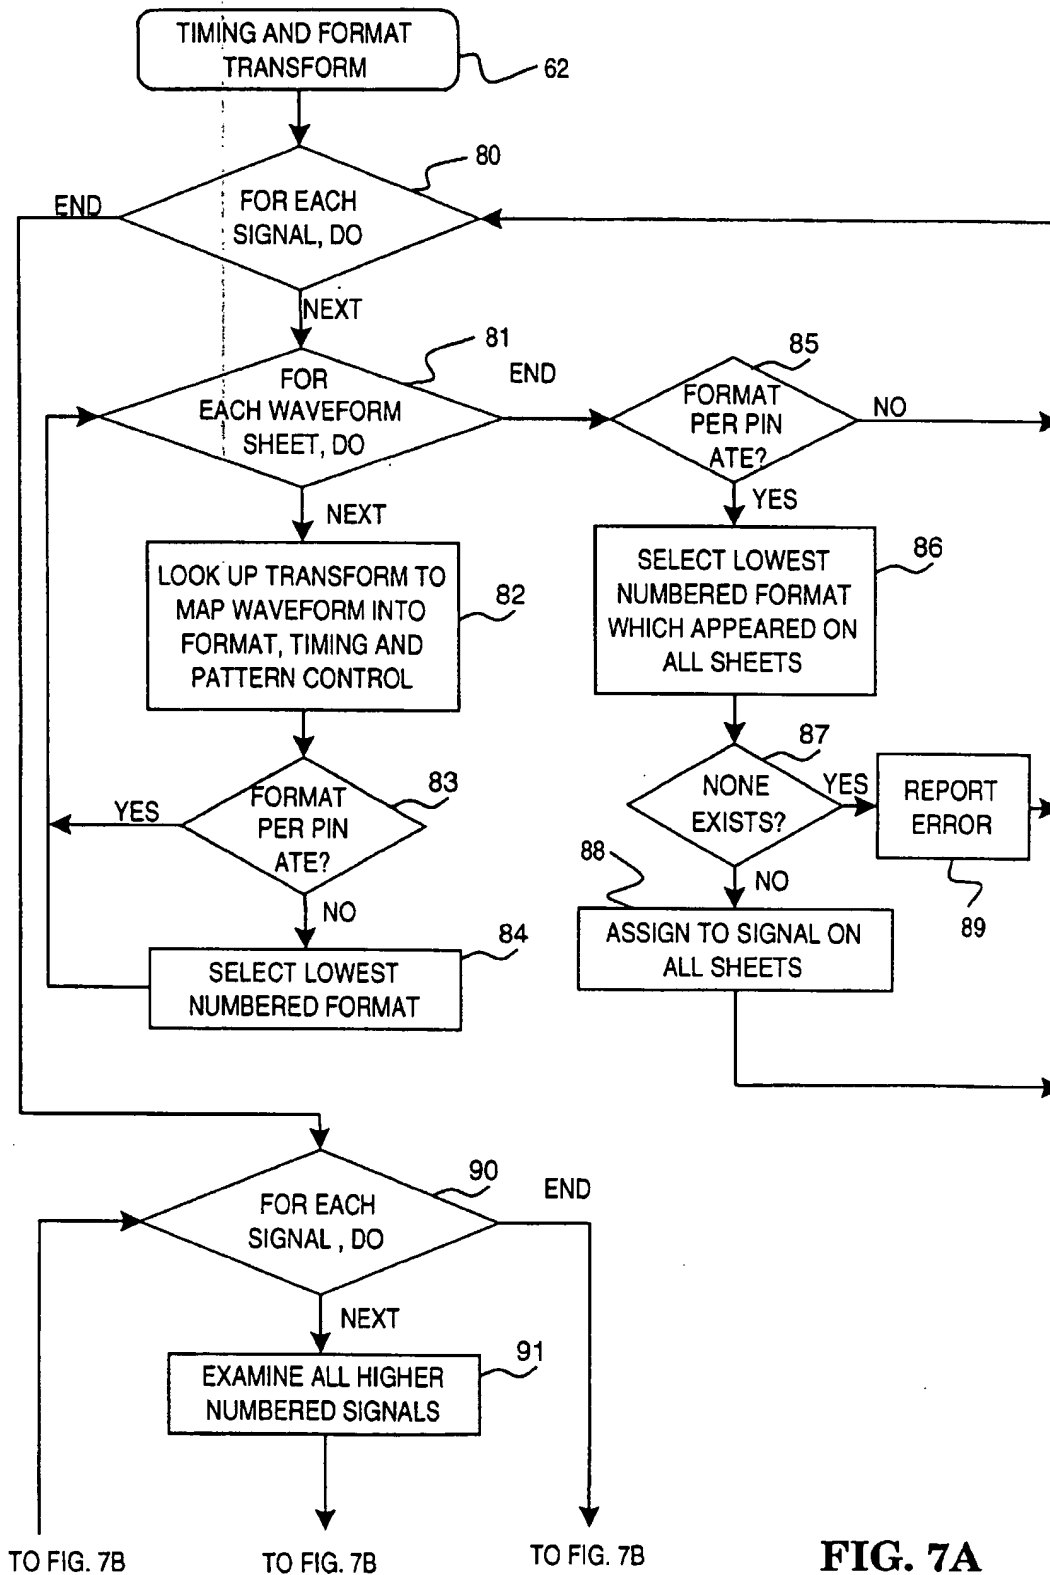 TIMING AND FORMAT
TRANSFORM
62
80
END
FOR EACH
SIGNAL, DO
NEXT
81
FOR
EACH WAVEFORM
SHEET, DO
END
85
FORMAT
PER PIN
ATE?
NO
NEXT
YES
LOOK UP TRANSFORM TO
MAP WAVEFORM INTO
FORMAT, TIMING AND
PATTERN CONTROL
82
SELECT LOWEST
NUMBERED FORMAT
WHICH APPEARED ON
ALL SHEETS
86
83
FORMAT
PER PIN
ATE?
YES
NO
87
NONE
EXISTS?
YES
REPORT
ERROR
89
NO
88
ASSIGN TO SIGNAL ON
ALL SHEETS
84
SELECT LOWEST
NUMBERED FORMAT
90
FOR EACH
SIGNAL , DO
END
NEXT
91
EXAMINE ALL HIGHER
NUMBERED SIGNALS
TO FIG. 7B
TO FIG. 7B
TO FIG. 7B
FIG. 7A